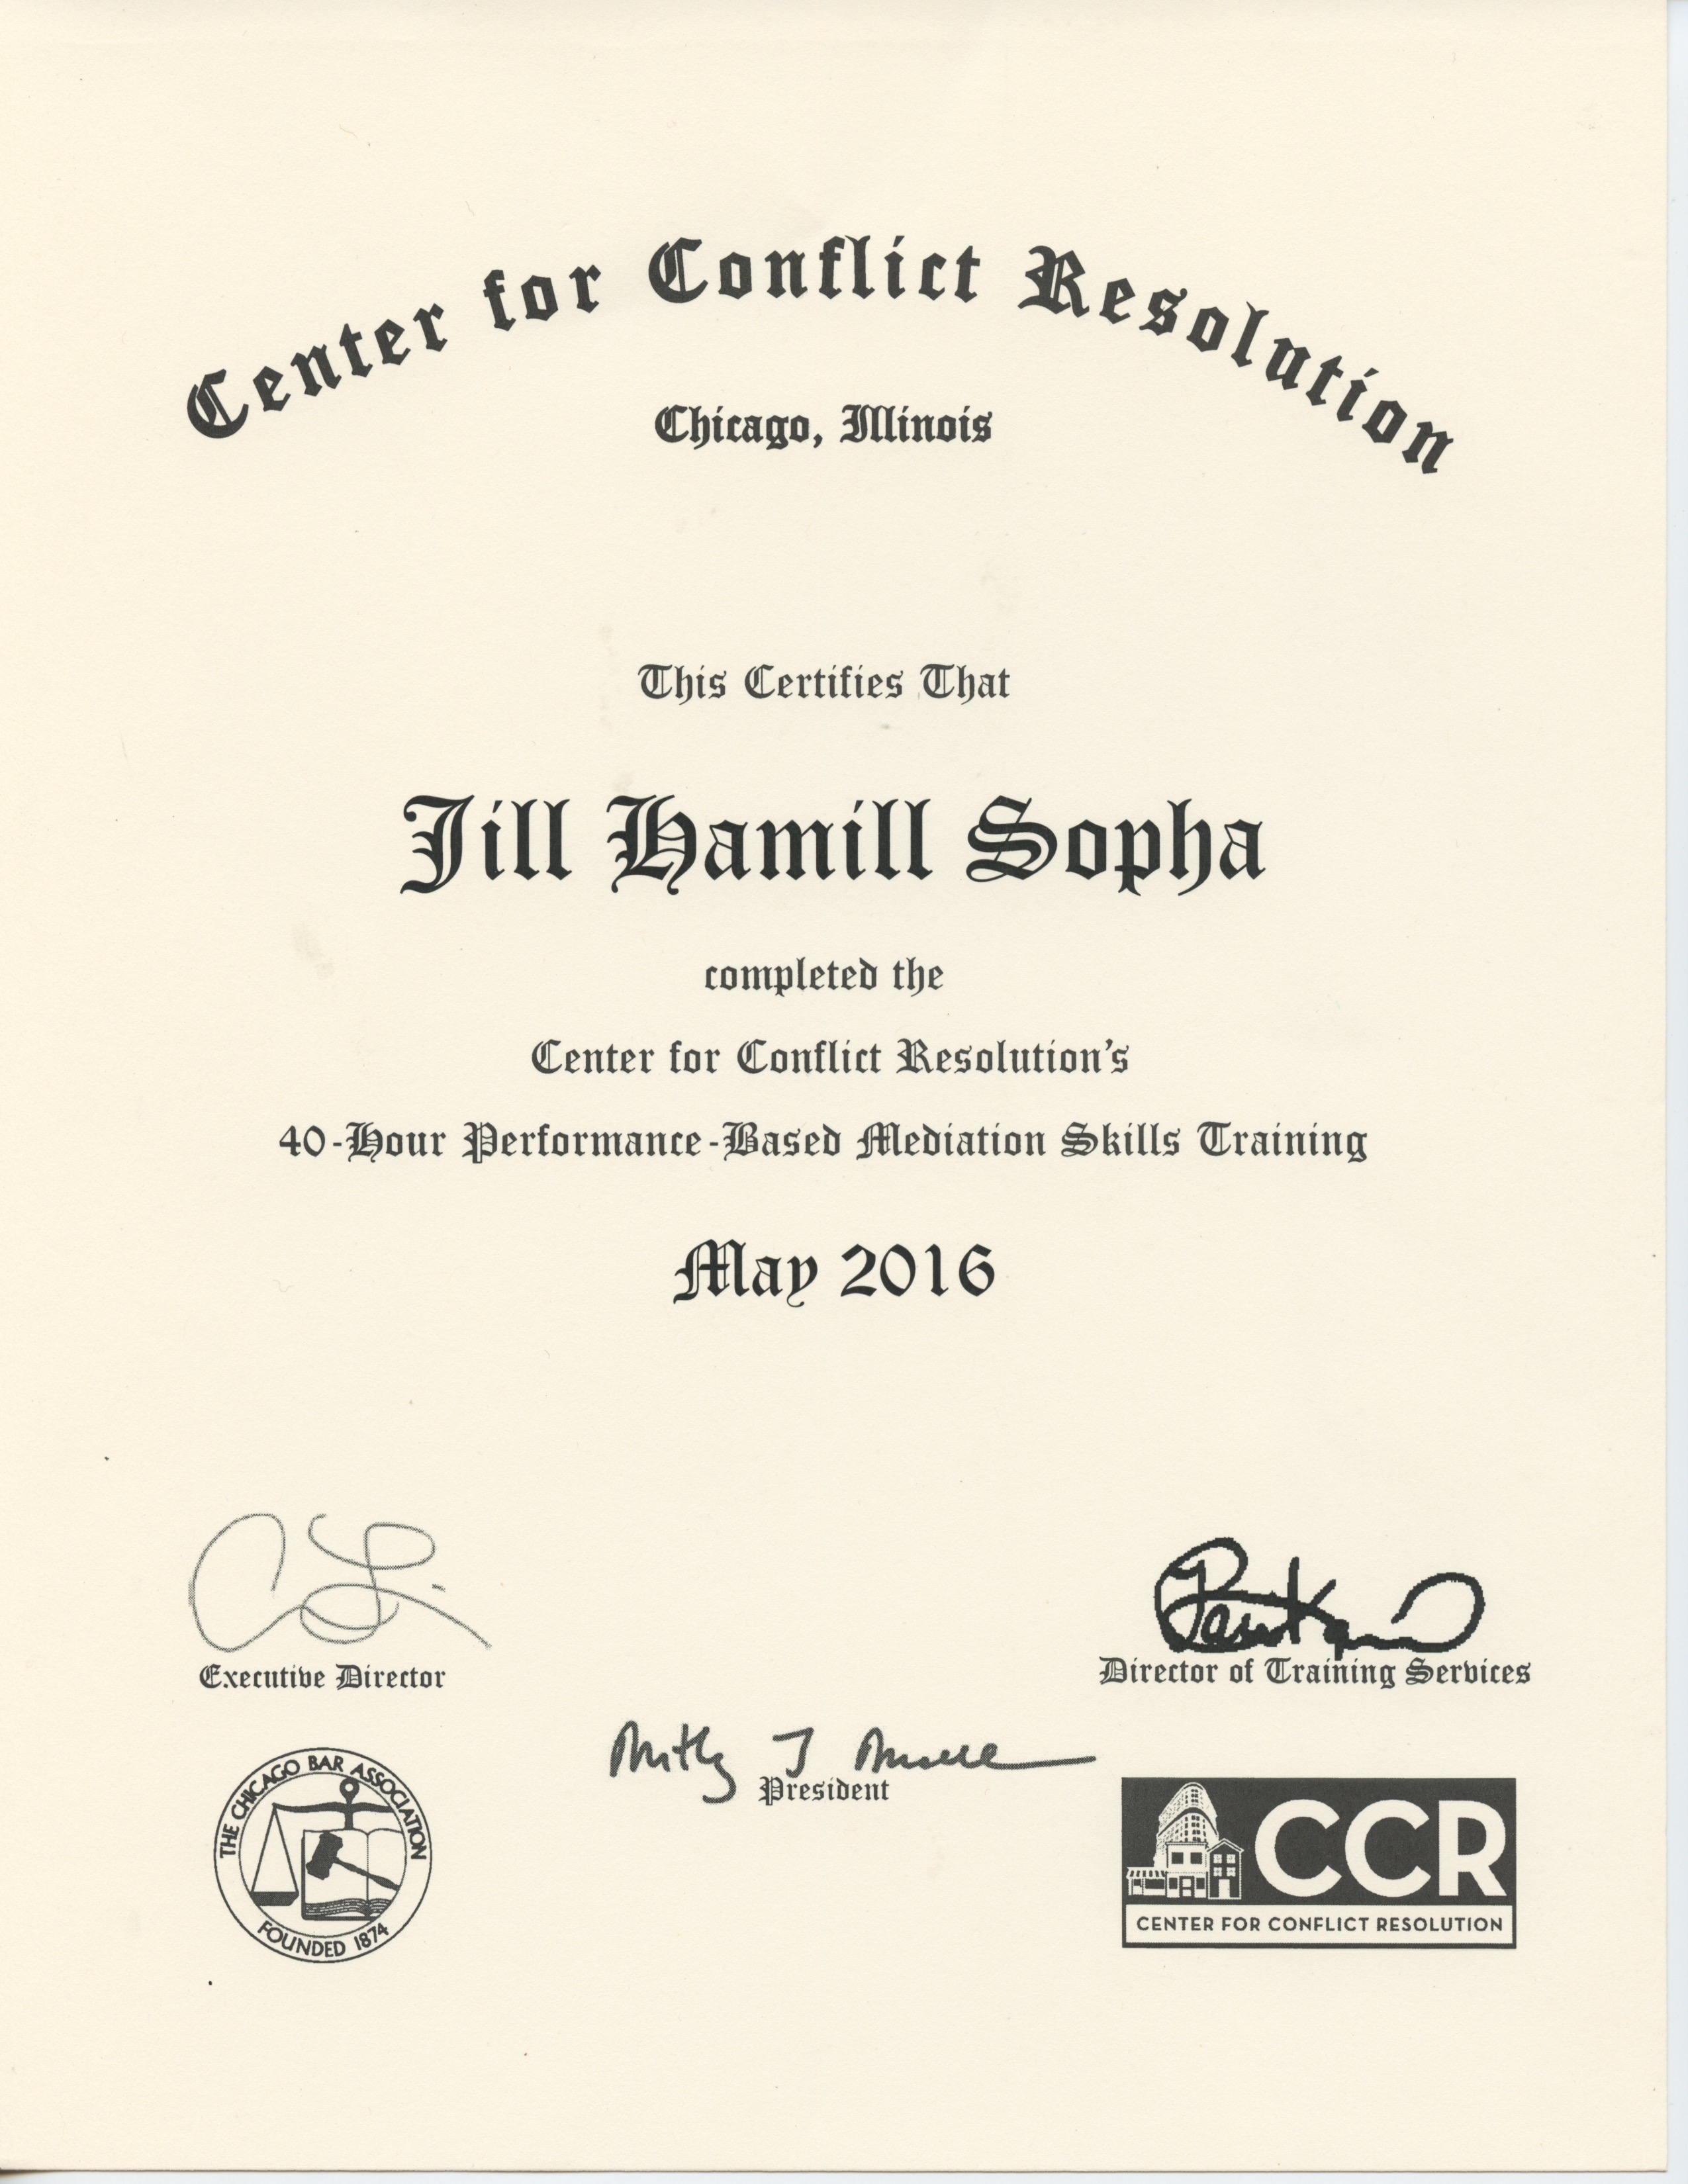 Center for Conflict Resolution
Chicago, Illinois
This Certifies That
Jill Hamill Sopha
completed the
Center for Conflict Resolution's
40-Hour Performance-Based Mediation Skills Training
May 2016
Executive Director
Director of Training Services
President
THE CHICAGO BAR ASSOCIATION
FOUNDED 1874
CCR
CENTER FOR CONFLICT RESOLUTION